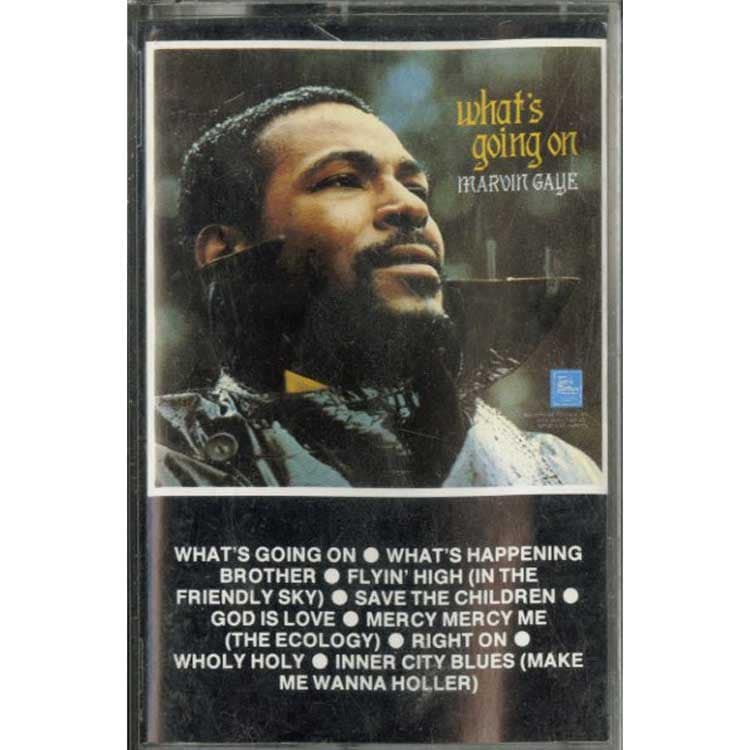 what's
going on
MARVIN GAYE
WHAT'S GOING ON ● WHAT'S HAPPENING
BROTHER ● FLYIN' HIGH (IN THE
FRIENDLY SKY) ● SAVE THE CHILDREN ●
GOD IS LOVE ● MERCY MERCY ME
(THE ECOLOGY) ● RIGHT ON ●
WHOLY HOLY ● INNER CITY BLUES (MAKE
ME WANNA HOLLER)